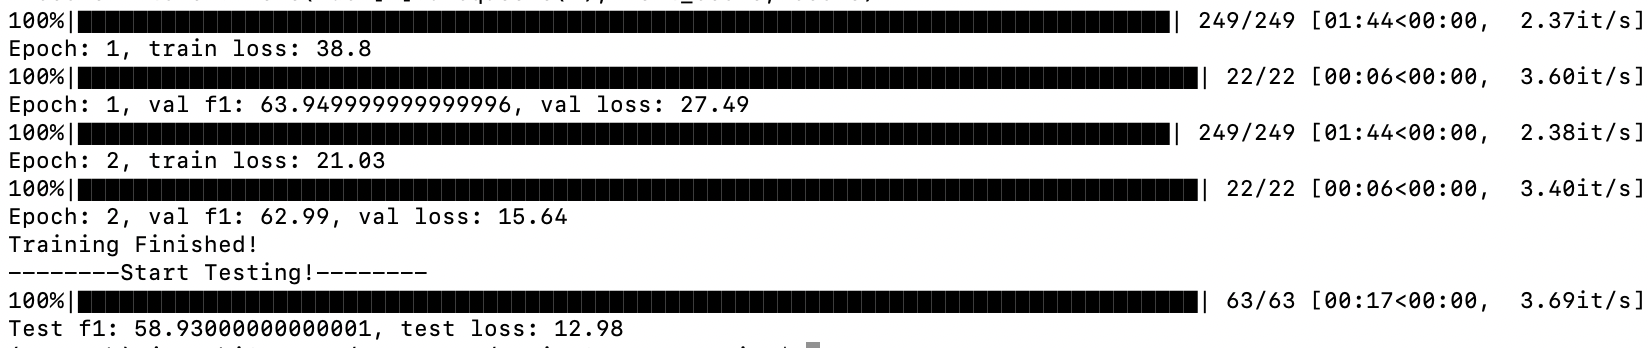 100%| 249/249 [01:44<00:00, 2.37it/s]
Epoch: 1, train loss: 38.8
100%| 22/22 [00:06<00:00, 3.60it/s]
Epoch: 1, val f1: 63.949999999999996, val loss: 27.49
100%| 249/249 [01:44<00:00, 2.38it/s]
Epoch: 2, train loss: 21.03
100%| 22/22 [00:06<00:00, 3.40it/s]
Epoch: 2, val f1: 62.99, val loss: 15.64
Training Finished!
--------Start Testing!--------
100%| 63/63 [00:17<00:00, 3.69it/s]
Test f1: 58.93000000000001, test loss: 12.98